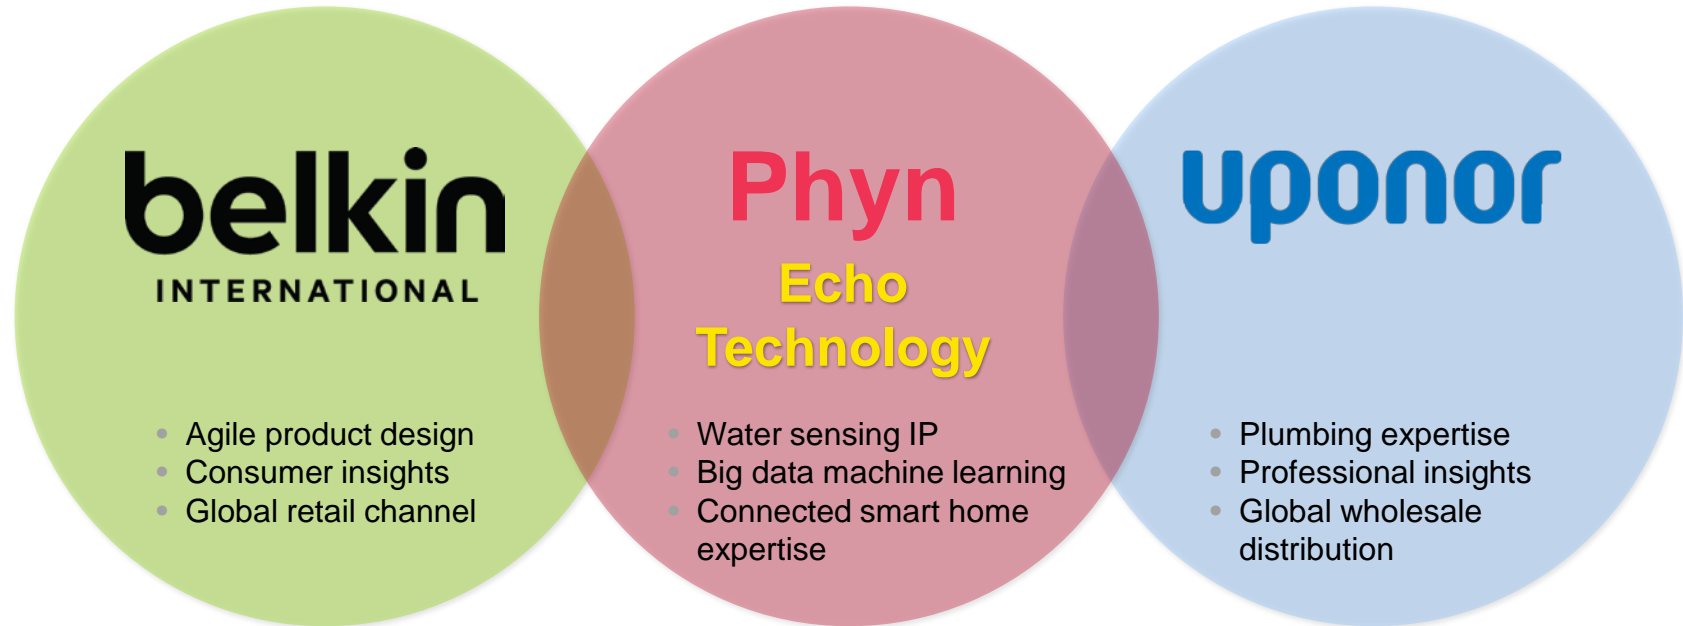 belkin
INTERNATIONAL
• Agile product design
• Consumer insights
• Global retail channel
Phyn
Echo
Technology
• Water sensing IP
• Big data machine learning
• Connected smart home
expertise
uponor
• Plumbing expertise
• Professional insights
• Global wholesale
distribution